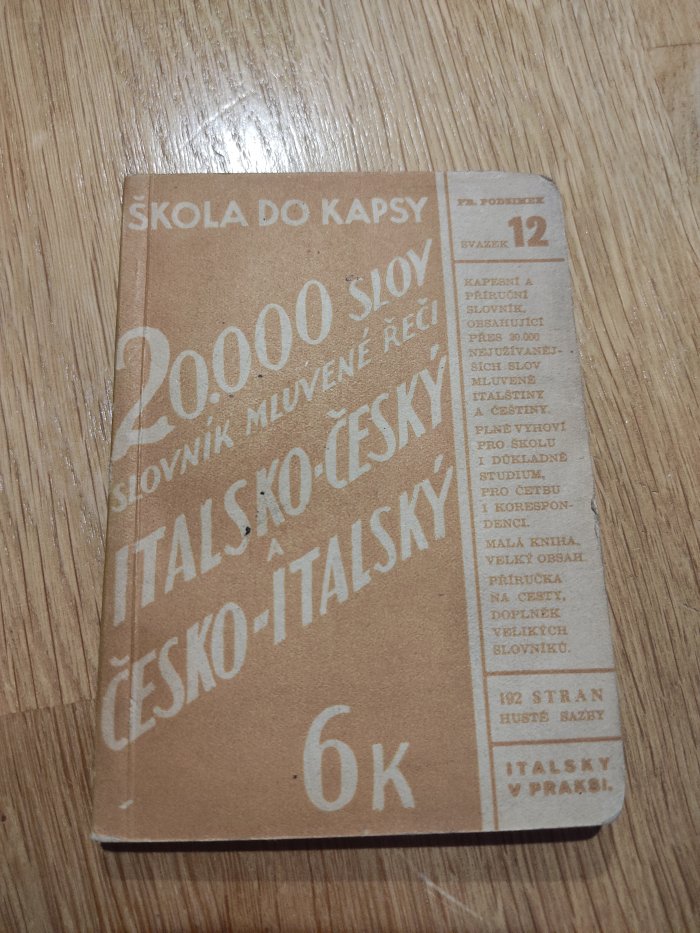 ŠKOLA DO KAPSY
20.000 SLOV
SLOVNÍK MLUVENÉ ŘEČI
ITALSKO-ČESKÝ
A
ČESKO-ITALSKÝ
6 K
FR. PODZIMEK
SVAZEK 12
KAPESNÍ A
PŘÍRUČNÍ
SLOVNÍK,
OBSAHUJÍCÍ
PŘES 20.000
NEJUŽÍVANĚJ-
ŠÍCH SLOV
MLUVENÉ
ITALŠTINY
A ČEŠTINY.
PLNĚ VYHOVÍ
PRO ŠKOLU
I DŮKLADNÉ
STUDIUM,
PRO ČETBU
I KORESPON-
DENCI.
MALÁ KNIHA,
VELKÝ OBSAH.
PŘÍRUČKA
NA CESTY,
DOPLNĚK
VELIKÝCH
SLOVNÍKŮ.
192 STRAN
HUSTÉ SAZBY
ITALSKY
V PRAKSI.